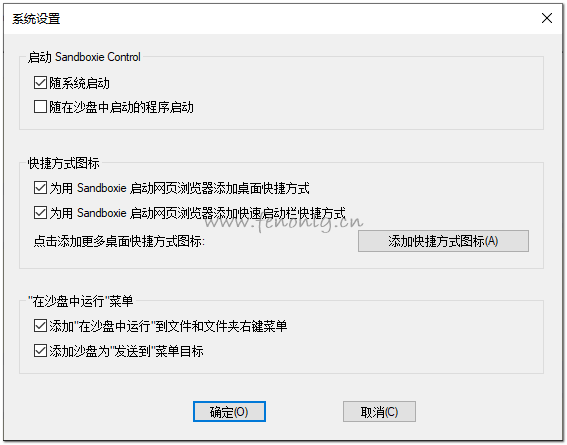 系统设置
启动 Sandboxie Control
随系统启动
随在沙盘中启动的程序启动
快捷方式图标
为用 Sandboxie 启动网页浏览器添加桌面快捷方式
为用 Sandboxie 启动网页浏览器添加快速启动栏快捷方式
www.fenonly.cn
点击添加更多桌面快捷方式图标:
添加快捷方式图标(A)
"在沙盘中运行"菜单
添加"在沙盘中运行"到文件和文件夹右键菜单
添加沙盘为"发送到"菜单目标
确定(O)
取消(C)